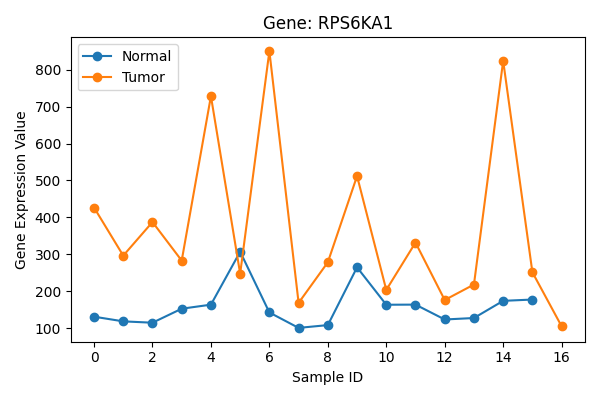 Gene: RPS6KA1
Normal
Tumor
Gene Expression Value
800
700
600
500
400
300
200
100
0 2 4 6 8 10 12 14 16
Sample ID